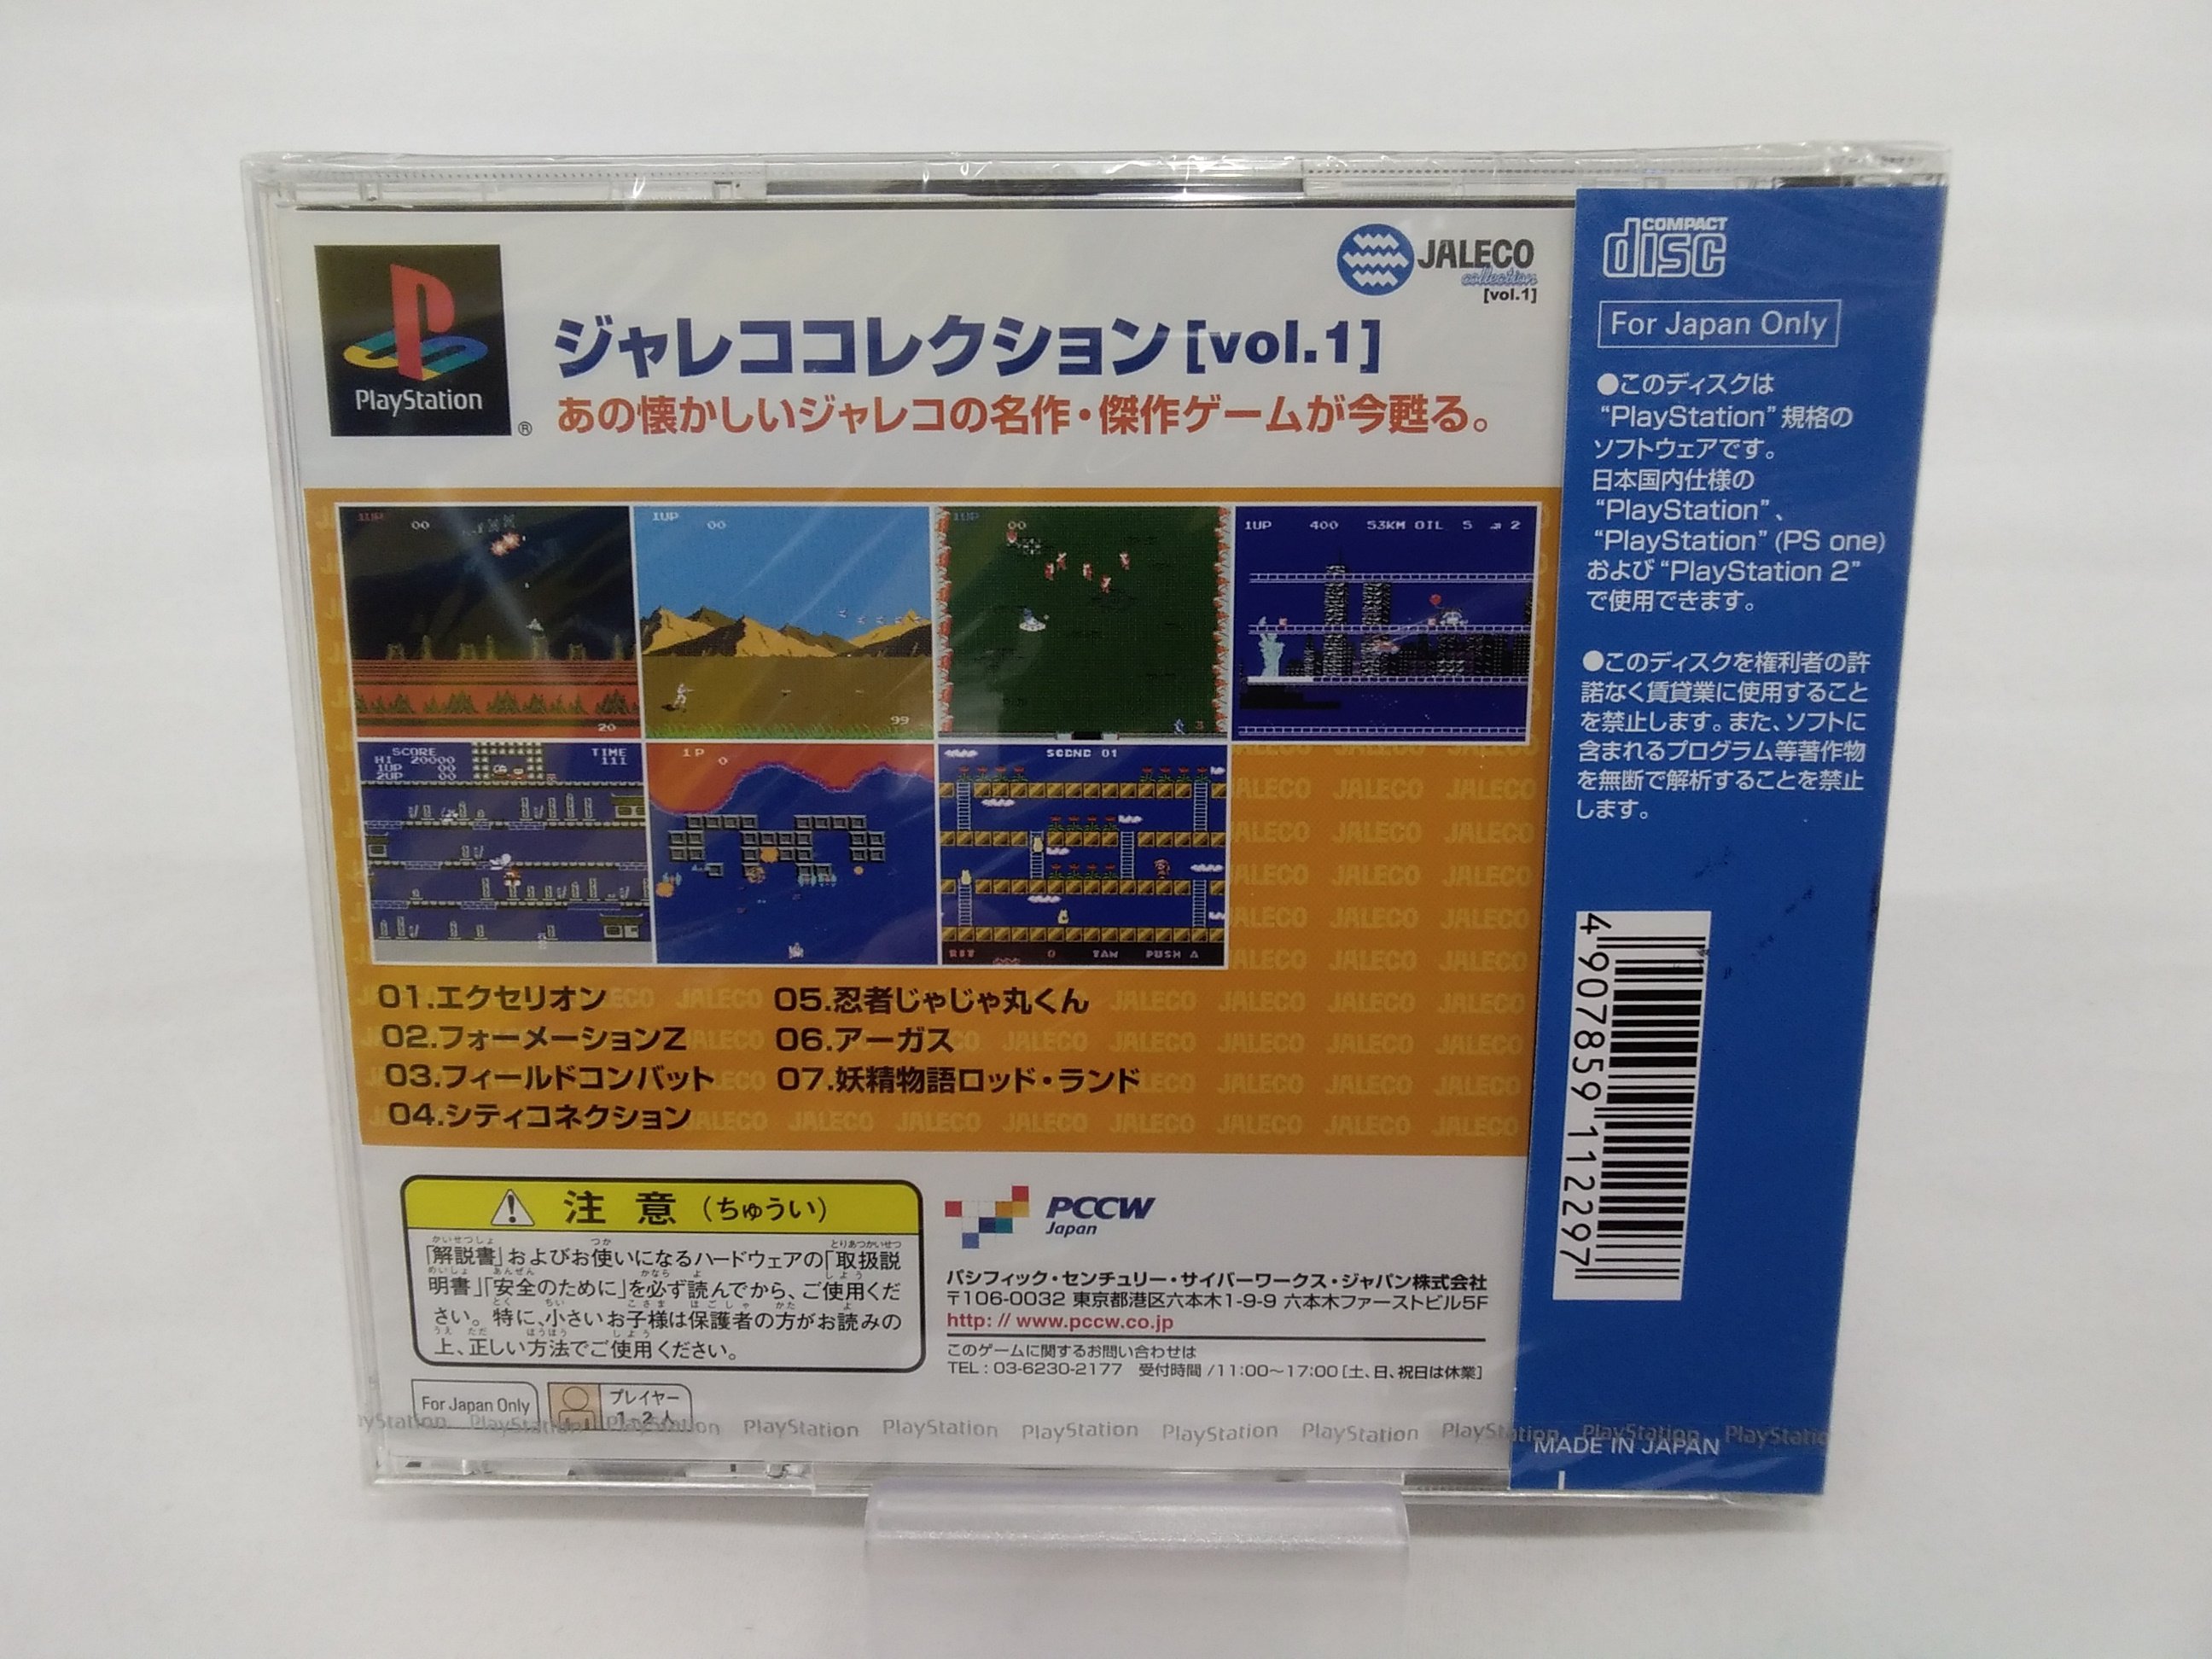 PlayStation
®
JALECO
collection
[vol.1]
ジャレココレクション[vol.1]
あの懐かしいジャレコの名作・傑作ゲームが今甦る。
1UP 00
20
1UP 00
99
1UP 00
1UP 400 53KM OIL 5 2
SCORE TIME
HI 20000 111
1UP 00
2UP 00
1P 0
SCDND 01
PUSH A
JALECO JALECO JALECO
01.エクセリオン
02.フォーメーションZ
03.フィールドコンバット
04.シティコネクション
05.忍者じゃじゃ丸くん
06.アーガス
07.妖精物語ロッド・ランド
注意(ちゅうい)
「解説書」およびお使いになるハードウェアの「取扱説
明書」「安全のために」を必ず読んでから、ご使用くだ
さい。特に、小さいお子様は保護者の方がお読みの
上、正しい方法でご使用ください。
For Japan Only
プレイヤー
1~2人
PCCW
Japan
パシフィック・センチュリー・サイバーワークス・ジャパン株式会社
〒106-0032 東京都港区六本木1-9-9 六本木ファーストビル5F
http: // www.pccw.co.jp
このゲームに関するお問い合わせは
TEL : 03-6230-2177 受付時間 /11:00~17:00 [土、日、祝日は休業]
PlayStation PlayStation PlayStation PlayStation PlayStation PlayStation PlayStation PlayStation PlayStation
COMPACT
disc
For Japan Only
●このディスクは
"PlayStation" 規格の
ソフトウェアです。
日本国内仕様の
"PlayStation"、
"PlayStation" (PS one)
および "PlayStation 2"
で使用できます。
●このディスクを権利者の許
諾なく賃貸業に使用すること
を禁止します。また、ソフトに
含まれるプログラム等著作物
を無断で解析することを禁止
します。
4 907859 112297
MADE IN JAPAN